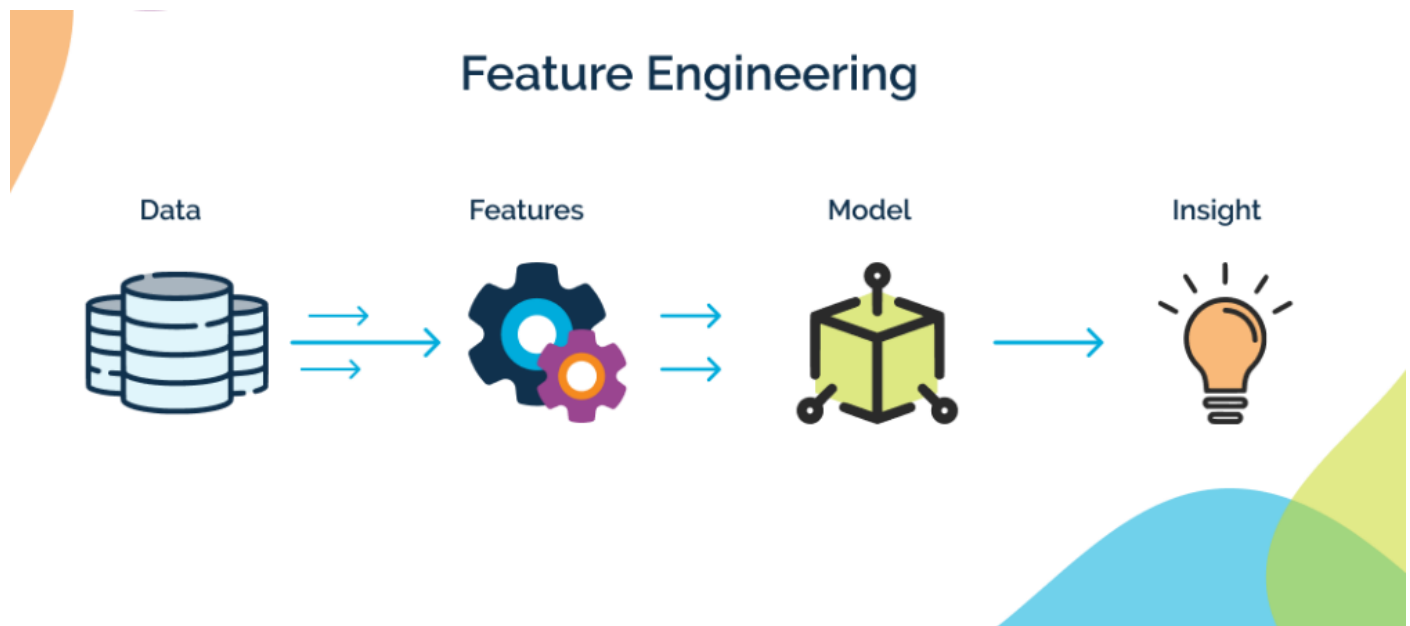 Feature Engineering
Data
Features
Model
Insight